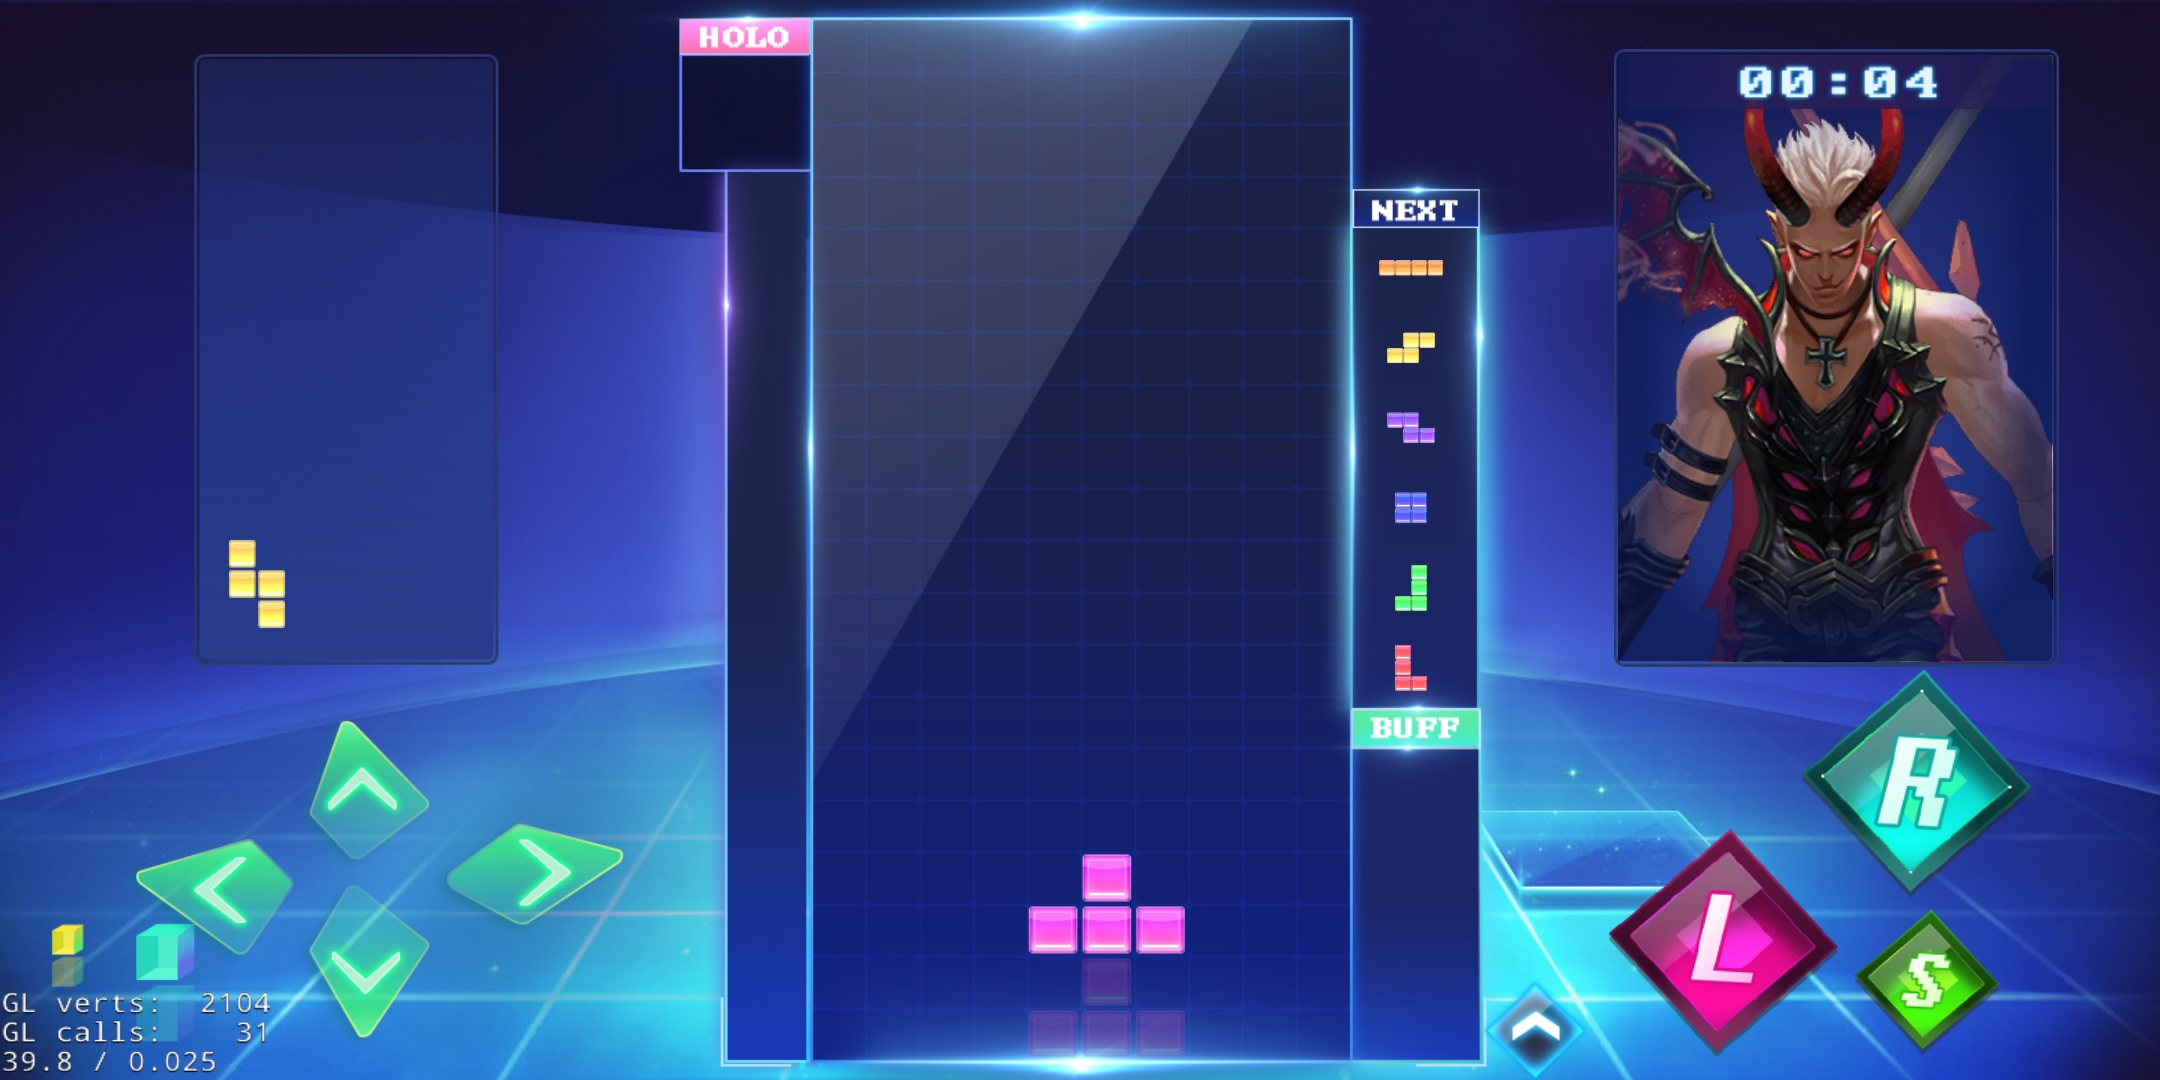 HOLO
00:04
NEXT
BUFF
R
L
S
GL verts: 2104
GL calls: 31
39.8 / 0.025